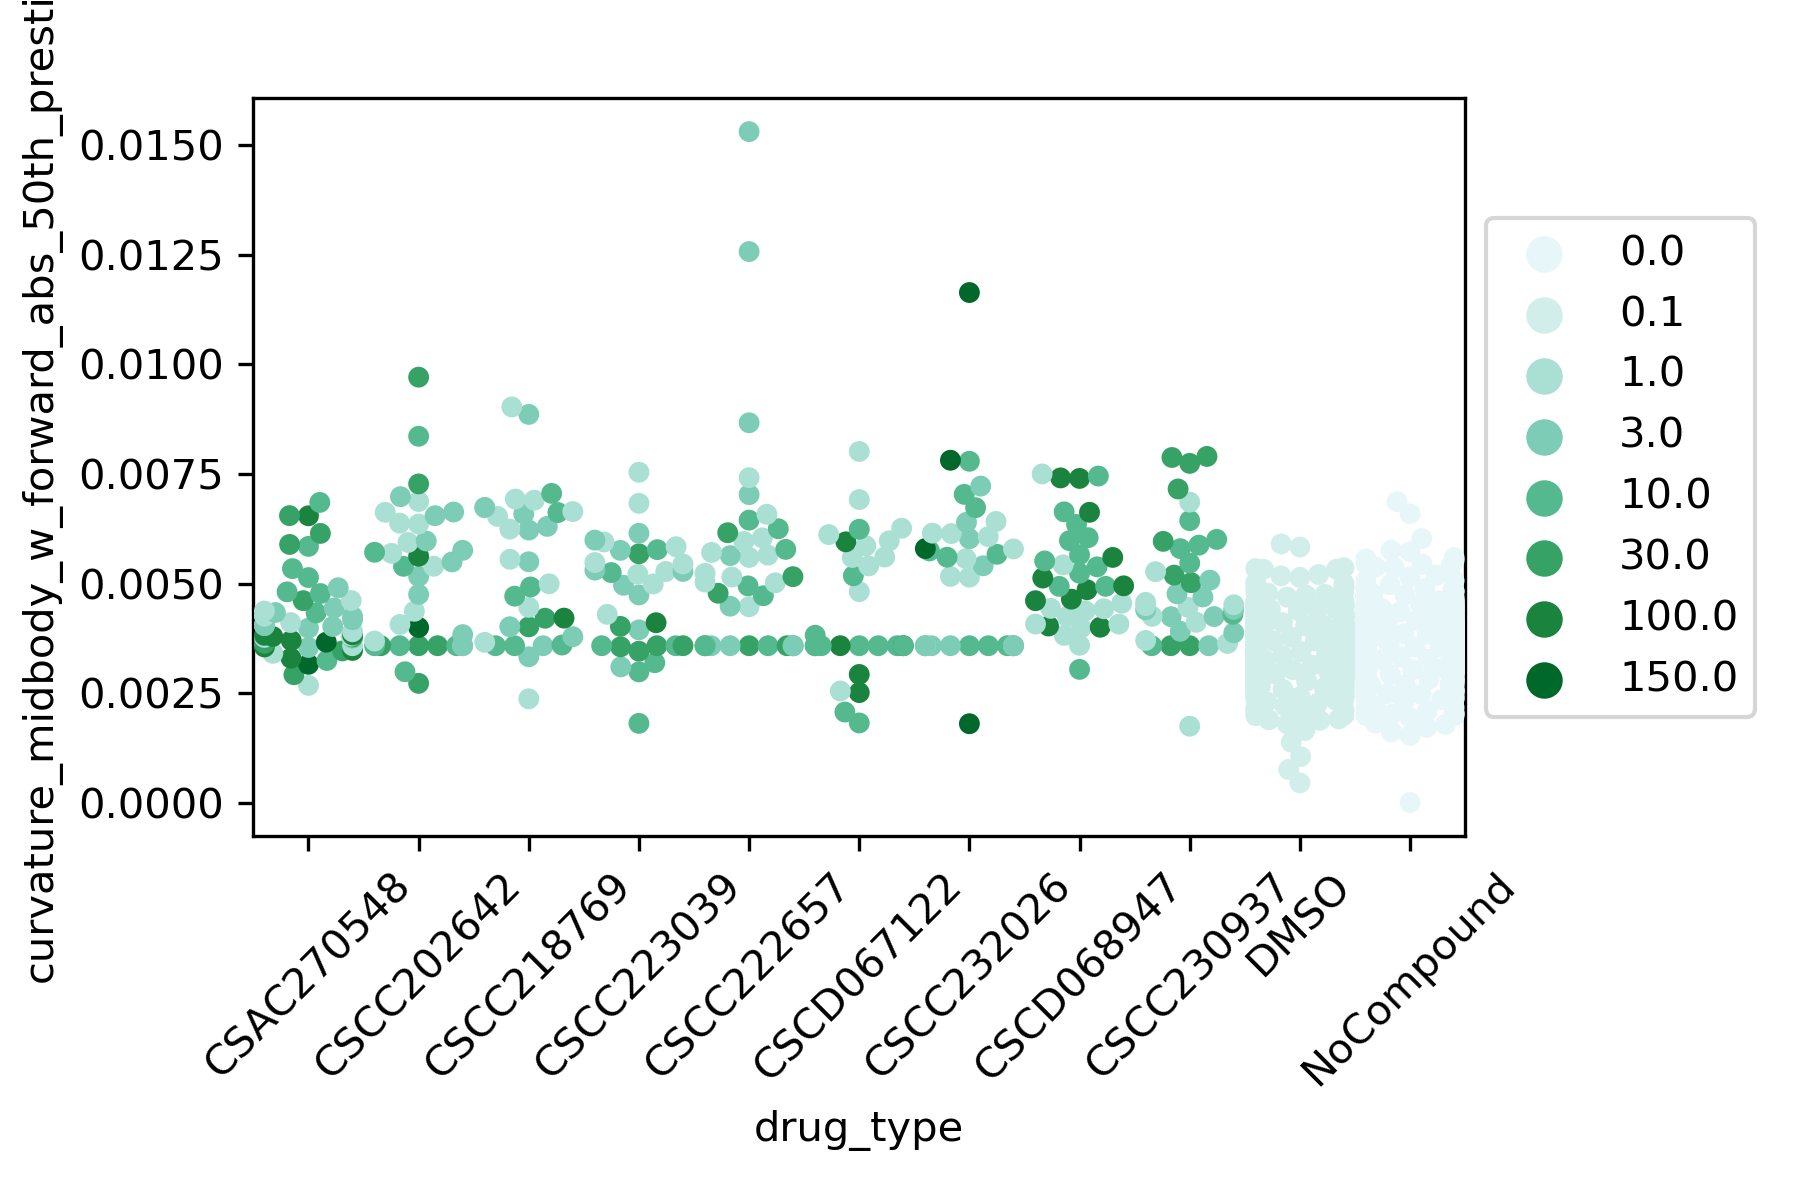 curvature_midbody_w_forward_abs_50th_presti
0.0150
0.0125
0.0100
0.0075
0.0050
0.0025
0.0000
CSAC270548
CSCC202642
CSCC218769
CSCC223039
CSCC222657
CSCD067122
CSCC232026
CSCD068947
CSCC230937
DMSO
NoCompound
drug_type
0.0
0.1
1.0
3.0
10.0
30.0
100.0
150.0